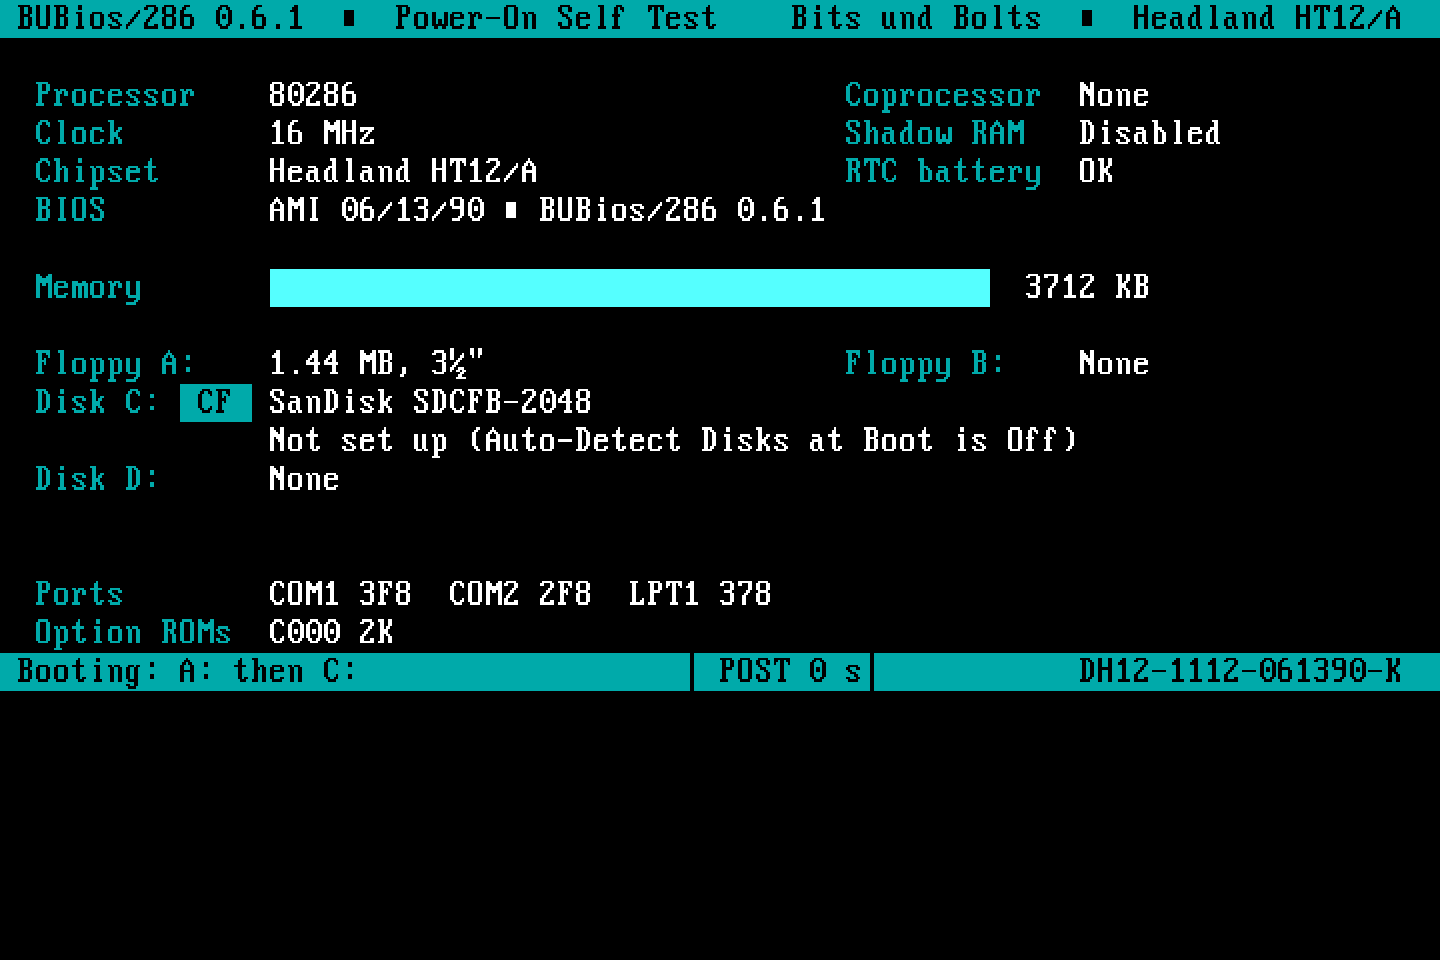 BUBios/286 0.6.1 ▪ Power-On Self Test Bits und Bolts ▪ Headland HT12/A
Processor 80286 Coprocessor None
Clock 16 MHz Shadow RAM Disabled
Chipset Headland HT12/A RTC battery OK
BIOS AMI 06/13/90 ▪ BUBios/286 0.6.1
Memory 3712 KB
Floppy A: 1.44 MB, 3½" Floppy B: None
Disk C: CF SanDisk SDCFB-2048
Not set up (Auto-Detect Disks at Boot is Off)
Disk D: None
Ports COM1 3F8 COM2 2F8 LPT1 378
Option ROMs C000 2K
Booting: A: then C: POST 0 s DH12-1112-061390-K